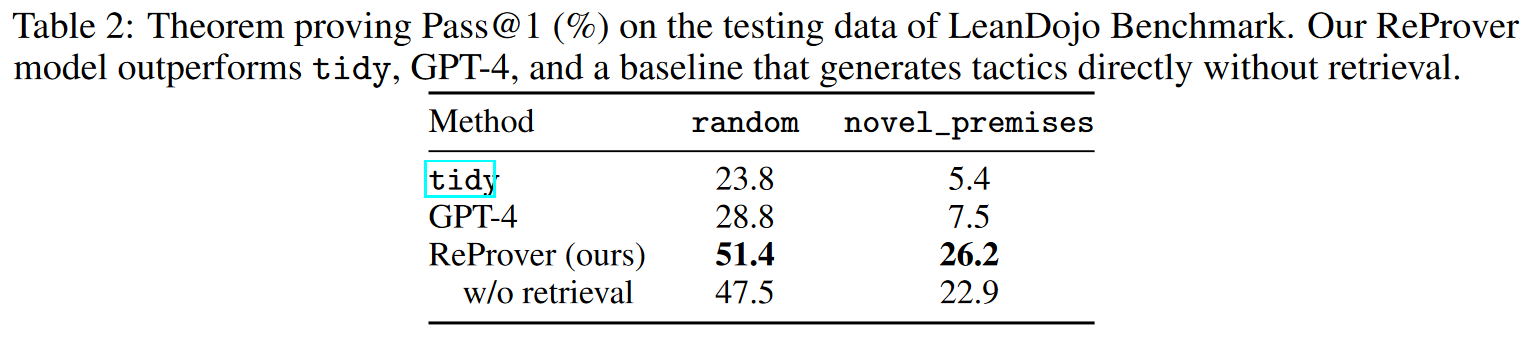 Table 2: Theorem proving Pass@1 (%) on the testing data of LeanDojo Benchmark. Our ReProver
model outperforms tidy, GPT-4, and a baseline that generates tactics directly without retrieval.
Method random novel_premises
tidy 23.8 5.4
GPT-4 28.8 7.5
ReProver (ours) 51.4 26.2
w/o retrieval 47.5 22.9